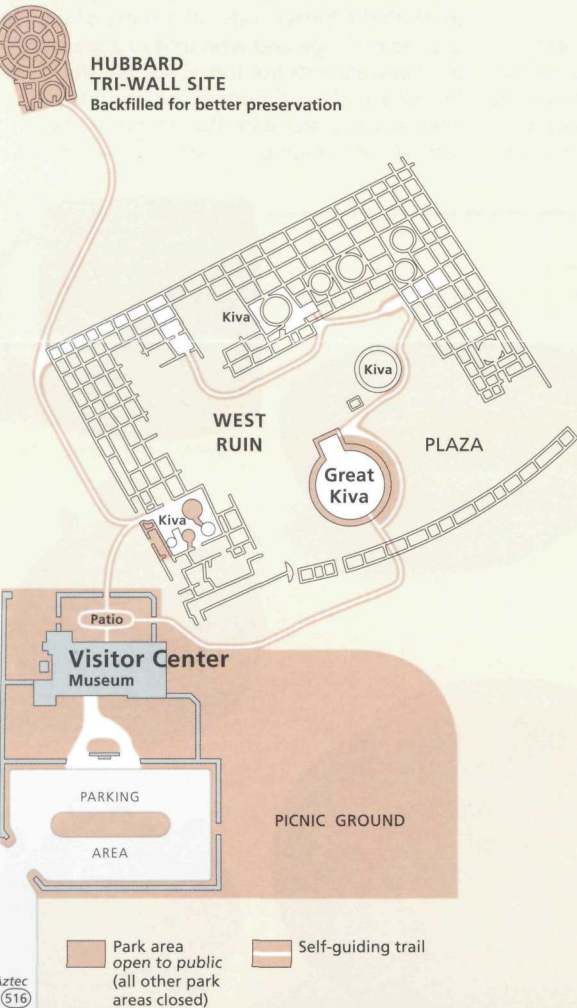 HUBBARD
TRI-WALL SITE
Backfilled for better preservation
Kiva
Kiva
WEST
RUIN
PLAZA
Great
Kiva
Kiva
Patio
Visitor Center
Museum
PARKING
AREA
PICNIC GROUND
Park area
open to public
(all other park
areas closed)
Self-guiding trail
516